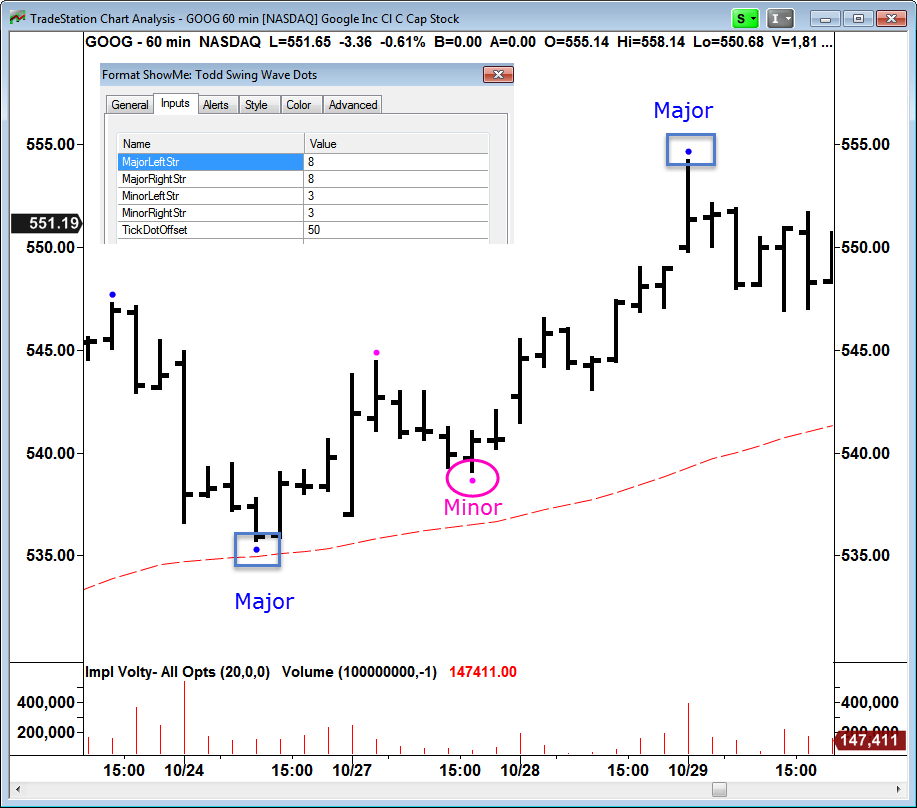 TradeStation Chart Analysis - GOOG 60 min [NASDAQ] Google Inc Cl C Cap Stock
S I
GOOG - 60 min NASDAQ L=551.65 -3.36 -0.61% B=0.00 A=0.00 O=555.14 Hi=558.14 Lo=550.68 V=1,81 ...
Format ShowMe: Todd Swing Wave Dots
General Inputs Alerts Style Color Advanced
Name Value
MajorLeftStr 8
MajorRightStr 8
MinorLeftStr 3
MinorRightStr 3
TickDotOffset 50
Major
555.00 555.00
551.19
550.00 550.00
545.00 545.00
540.00 540.00
Minor
535.00 535.00
Major
Impl Volty- All Opts (20,0,0) Volume (100000000,-1) 147411.00
400,000 400,000
200,000 200,000
147,411
15:00 10/24 15:00 10/27 15:00 10/28 15:00 10/29 15:00